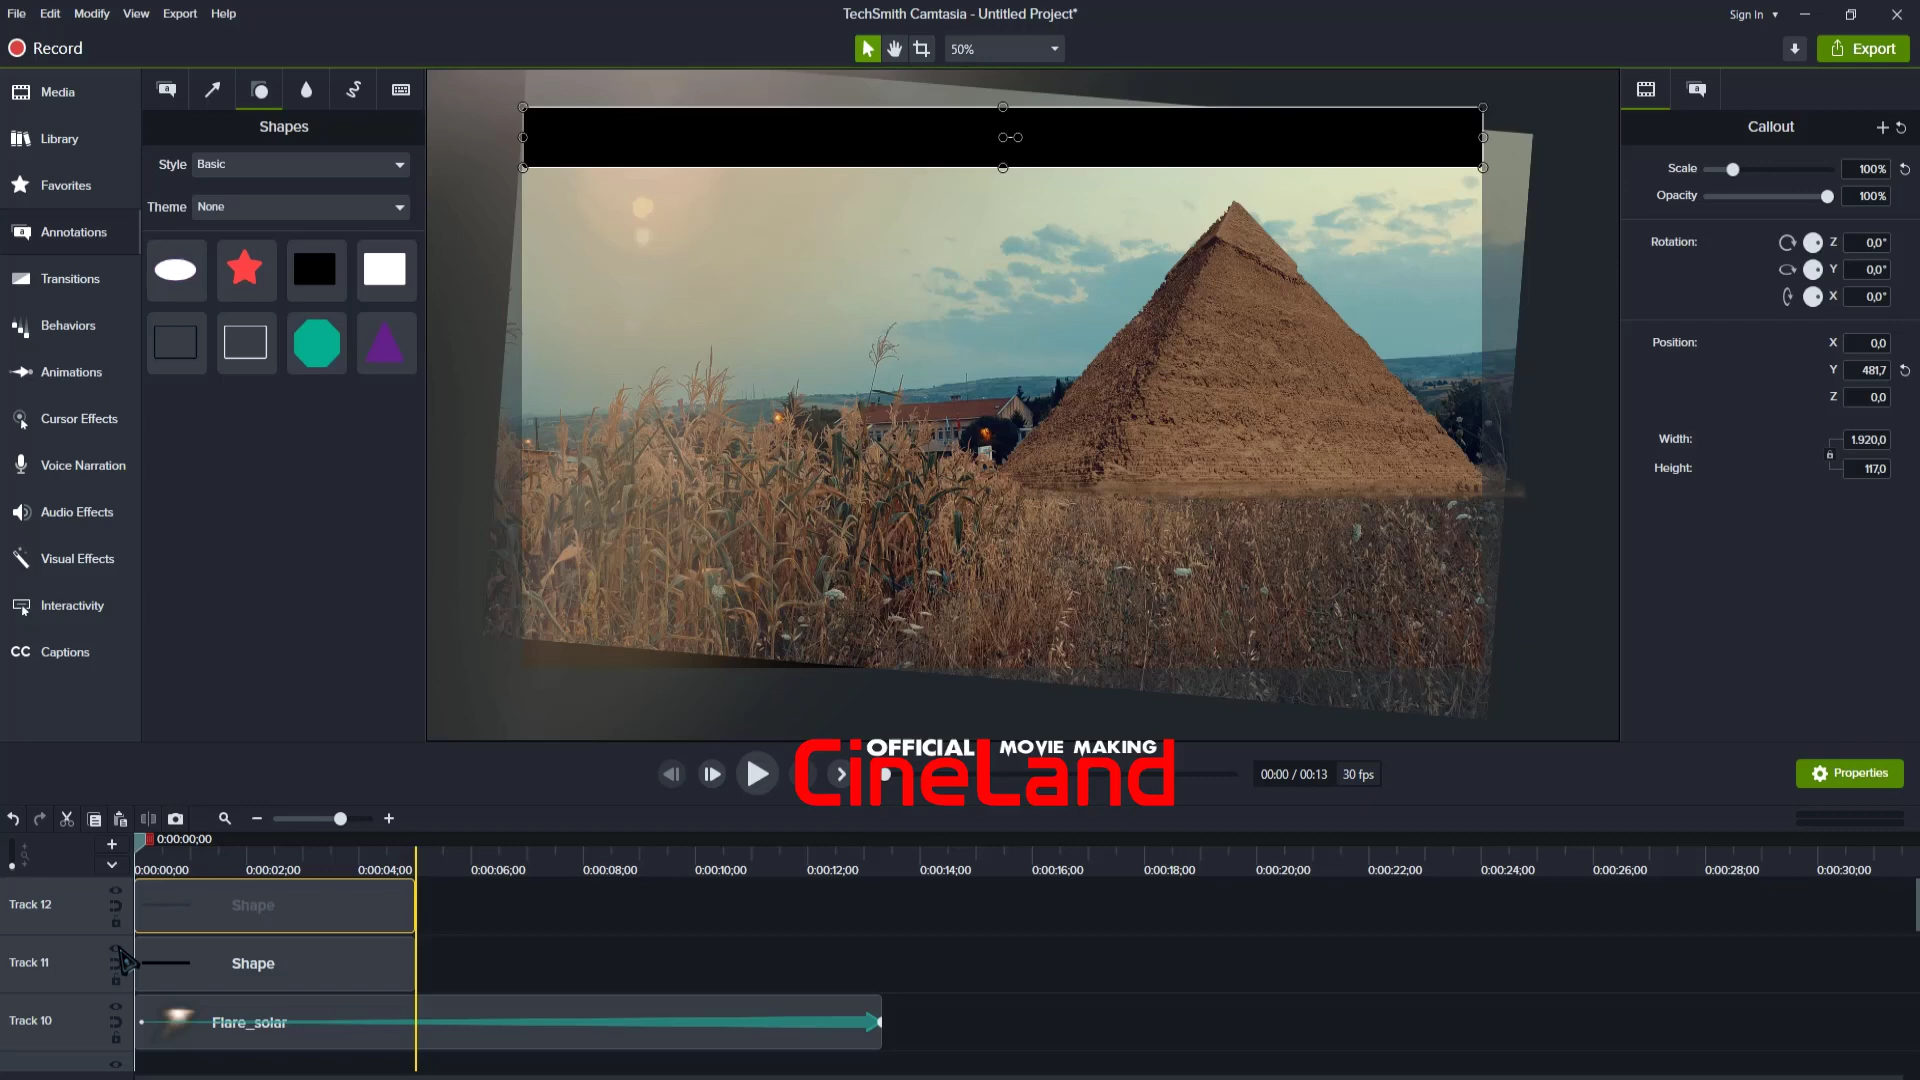 File Edit Modify View Export Help
TechSmith Camtasia - Untitled Project*
Sign In
Record
50%
Export
Media
Library
Favorites
Annotations
Transitions
Behaviors
Animations
Cursor Effects
Voice Narration
Audio Effects
Visual Effects
Interactivity
CC Captions
Shapes
Style Basic
Theme None
Callout
Scale 100%
Opacity 100%
Rotation: Z 0,0°
Y 0,0°
X 0,0°
Position: X 0,0
Y 481,7
Z 0,0
Width: 1.920,0
Height: 117,0
OFFICIAL MOVIE MAKING
CineLand
00:00 / 00:13 30 fps
Properties
0:00:00;00
0:00:00;00 0:00:02;00 0:00:04;00 0:00:06;00 0:00:08;00 0:00:10;00 0:00:12;00 0:00:14;00 0:00:16;00 0:00:18;00 0:00:20;00 0:00:22;00 0:00:24;00 0:00:26;00 0:00:28;00 0:00:30;00
Track 12 Shape
Track 11 Shape
Track 10 Flare_solar